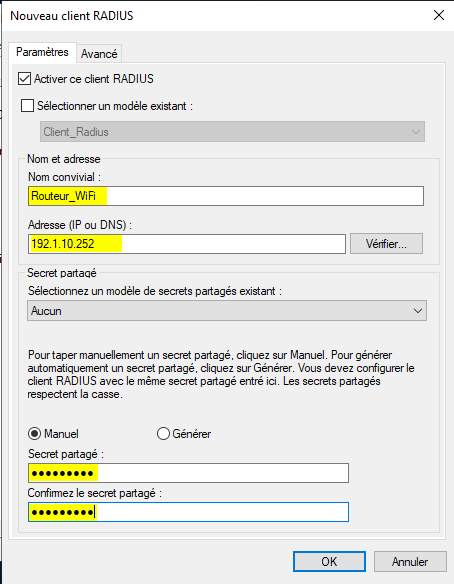 Nouveau client RADIUS
Paramètres Avancé
Activer ce client RADIUS
Sélectionner un modèle existant :
Client_Radius
Nom et adresse
Nom convivial :
Routeur_WiFi
Adresse (IP ou DNS) :
192.1.10.252 Vérifier...
Secret partagé
Sélectionnez un modèle de secrets partagés existant :
Aucun
Pour taper manuellement un secret partagé, cliquez sur Manuel. Pour générer
automatiquement un secret partagé, cliquez sur Générer. Vous devez configurer le
client RADIUS avec le même secret partagé entré ici. Les secrets partagés
respectent la casse.
Manuel Générer
Secret partagé :
●●●●●●●●●
Confirmez le secret partagé :
●●●●●●●●●
OK Annuler